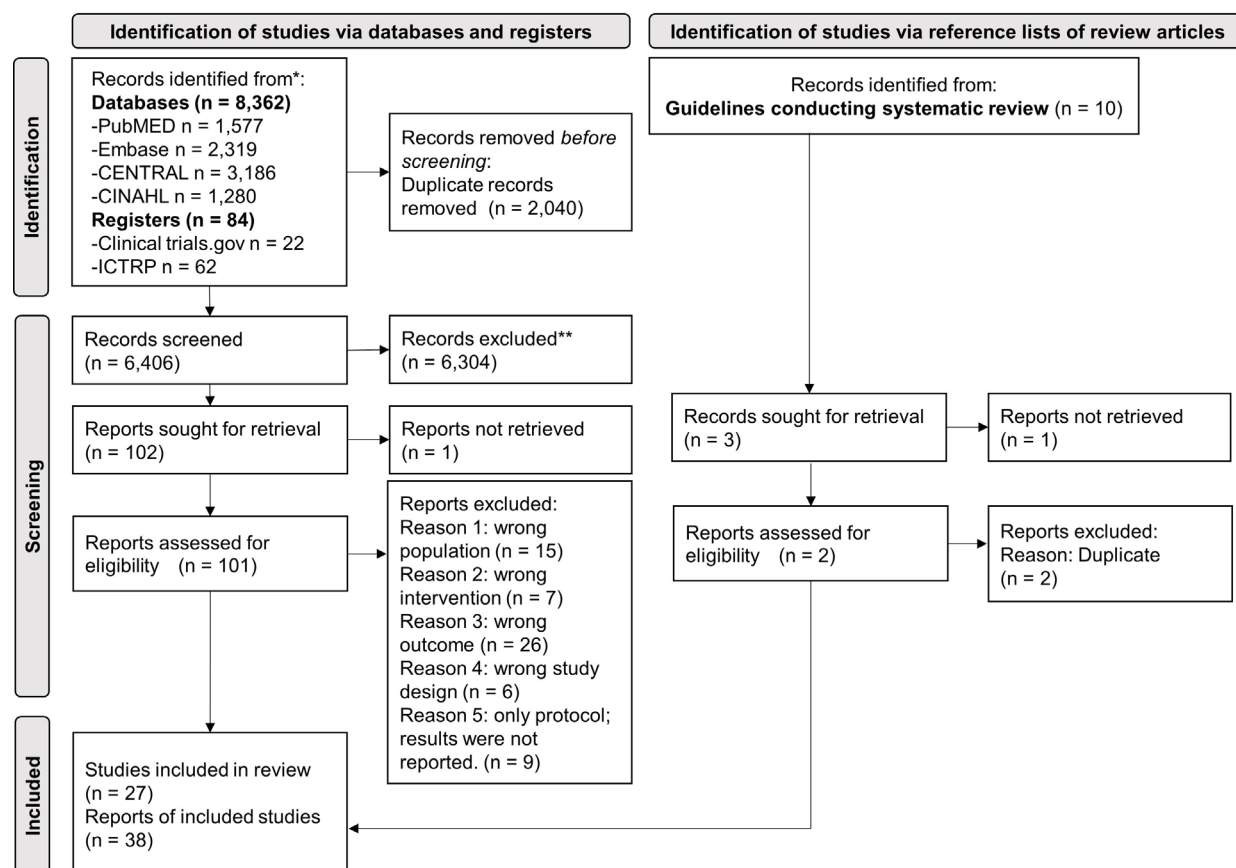 Identification of studies via databases and registers
Identification of studies via reference lists of review articles
Identification
Records identified from*:
Databases (n = 8,362)
-PubMED n = 1,577
-Embase n = 2,319
-CENTRAL n = 3,186
-CINAHL n = 1,280
Registers (n = 84)
-Clinical trials.gov n = 22
-ICTRP n = 62
Records removed before
screening:
Duplicate records
removed (n = 2,040)
Records identified from:
Guidelines conducting systematic review (n = 10)
Screening
Records screened
(n = 6,406)
Records excluded**
(n = 6,304)
Reports sought for retrieval
(n = 102)
Reports not retrieved
(n = 1)
Records sought for retrieval
(n = 3)
Reports not retrieved
(n = 1)
Reports assessed for
eligibility (n = 101)
Reports excluded:
Reason 1: wrong
population (n = 15)
Reason 2: wrong
intervention (n = 7)
Reason 3: wrong
outcome (n = 26)
Reason 4: wrong study
design (n = 6)
Reason 5: only protocol;
results were not
reported. (n = 9)
Reports assessed for
eligibility (n = 2)
Reports excluded:
Reason: Duplicate
(n = 2)
Included
Studies included in review
(n = 27)
Reports of included studies
(n = 38)